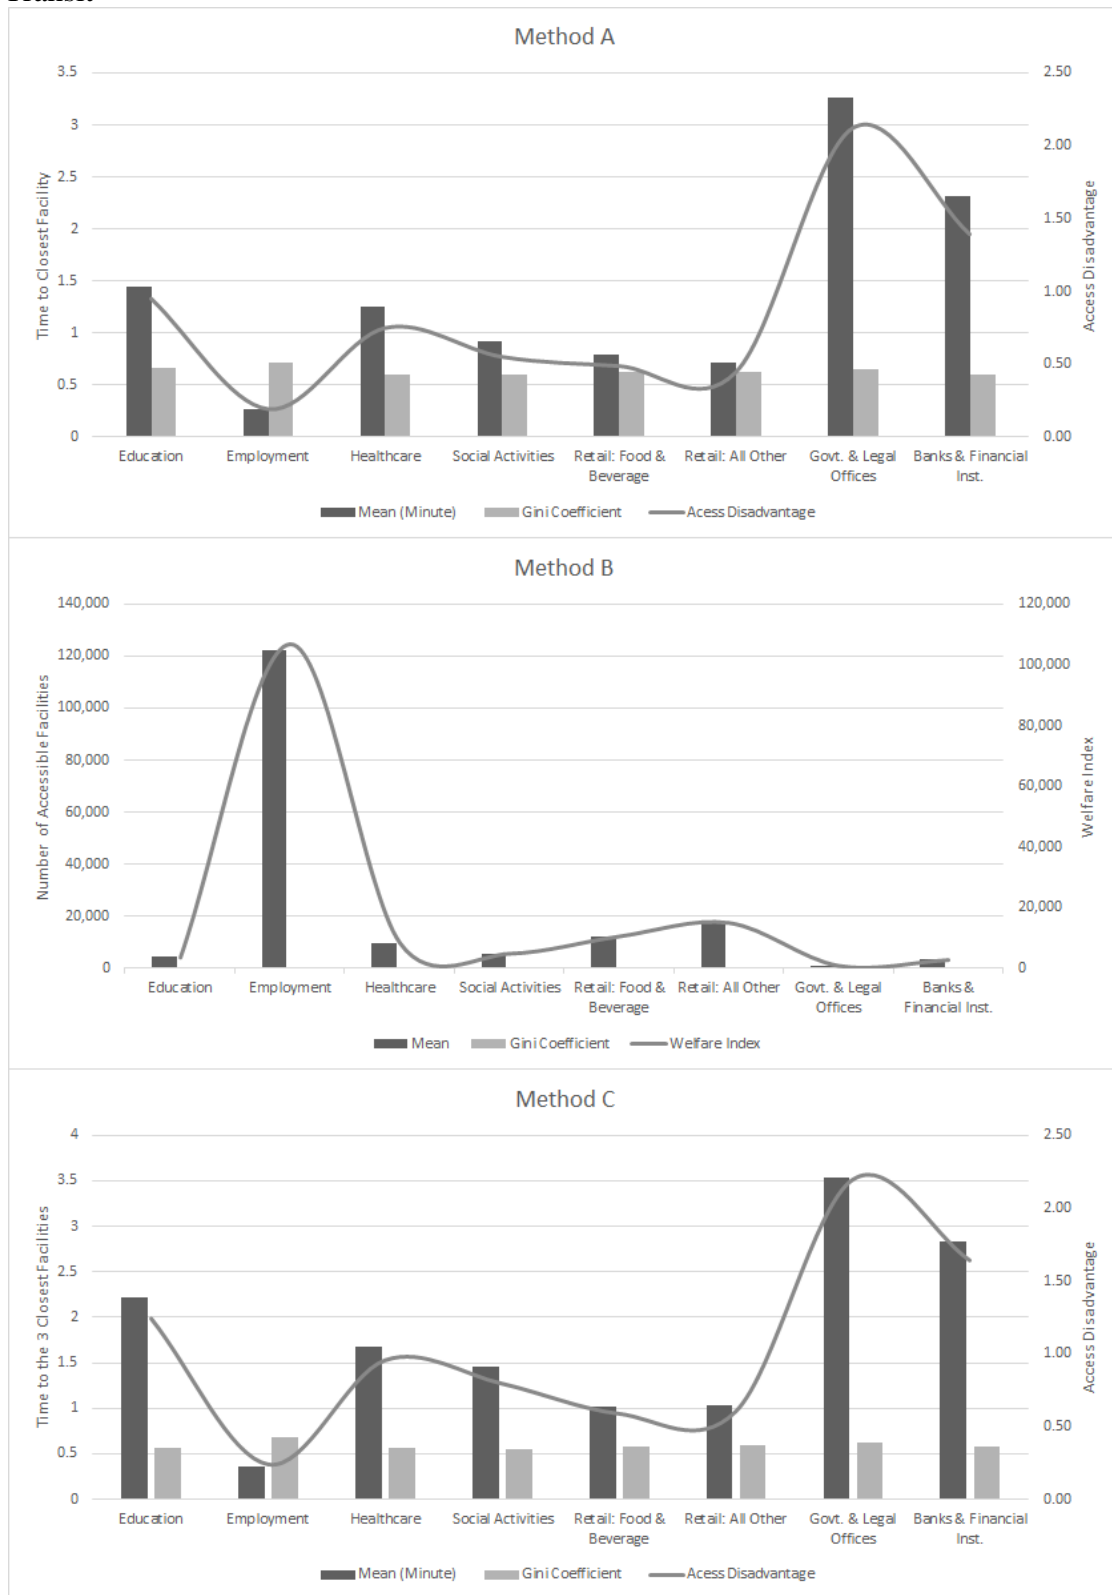 Transit
Method A
3.5
3
2.5
2
1.5
1
0.5
0
Time to Closest Facility
2.50
2.00
1.50
1.00
0.50
0.00
Access Disadvantage
Education
Employment
Healthcare
Social Activities
Retail: Food &
Beverage
Retail: All Other
Govt. & Legal
Offices
Banks & Financial
Inst.
Mean (Minute)
Gini Coefficient
Acess Disadvantage
Method B
140,000
120,000
100,000
80,000
60,000
40,000
20,000
0
Number of Accessible Facilities
120,000
100,000
80,000
60,000
40,000
20,000
0
Welfare Index
Education
Employment
Healthcare
Social Activities
Retail: Food &
Beverage
Retail: All Other
Govt. & Legal
Offices
Banks &
Financial Inst.
Mean
Gini Coefficient
Welfare Index
Method C
4
3.5
3
2.5
2
1.5
1
0.5
0
Time to the 3 Closest Facilities
2.50
2.00
1.50
1.00
0.50
0.00
Access Disadvantage
Education
Employment
Healthcare
Social Activities
Retail: Food &
Beverage
Retail: All Other
Govt. & Legal
Offices
Banks & Financial
Inst.
Mean (Minute)
Gini Coefficient
Acess Disadvantage